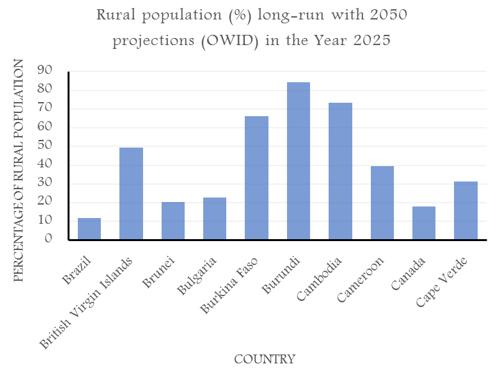 Rural population (%) long-run with 2050
projections (OWID) in the Year 2025
PERCENTAGE OF RURAL POPULATION
90
80
70
60
50
40
30
20
10
0
Brazil
British Virgin Islands
Brunei
Bulgaria
Burkina Faso
Burundi
Cambodia
Cameroon
Canada
Cape Verde
COUNTRY